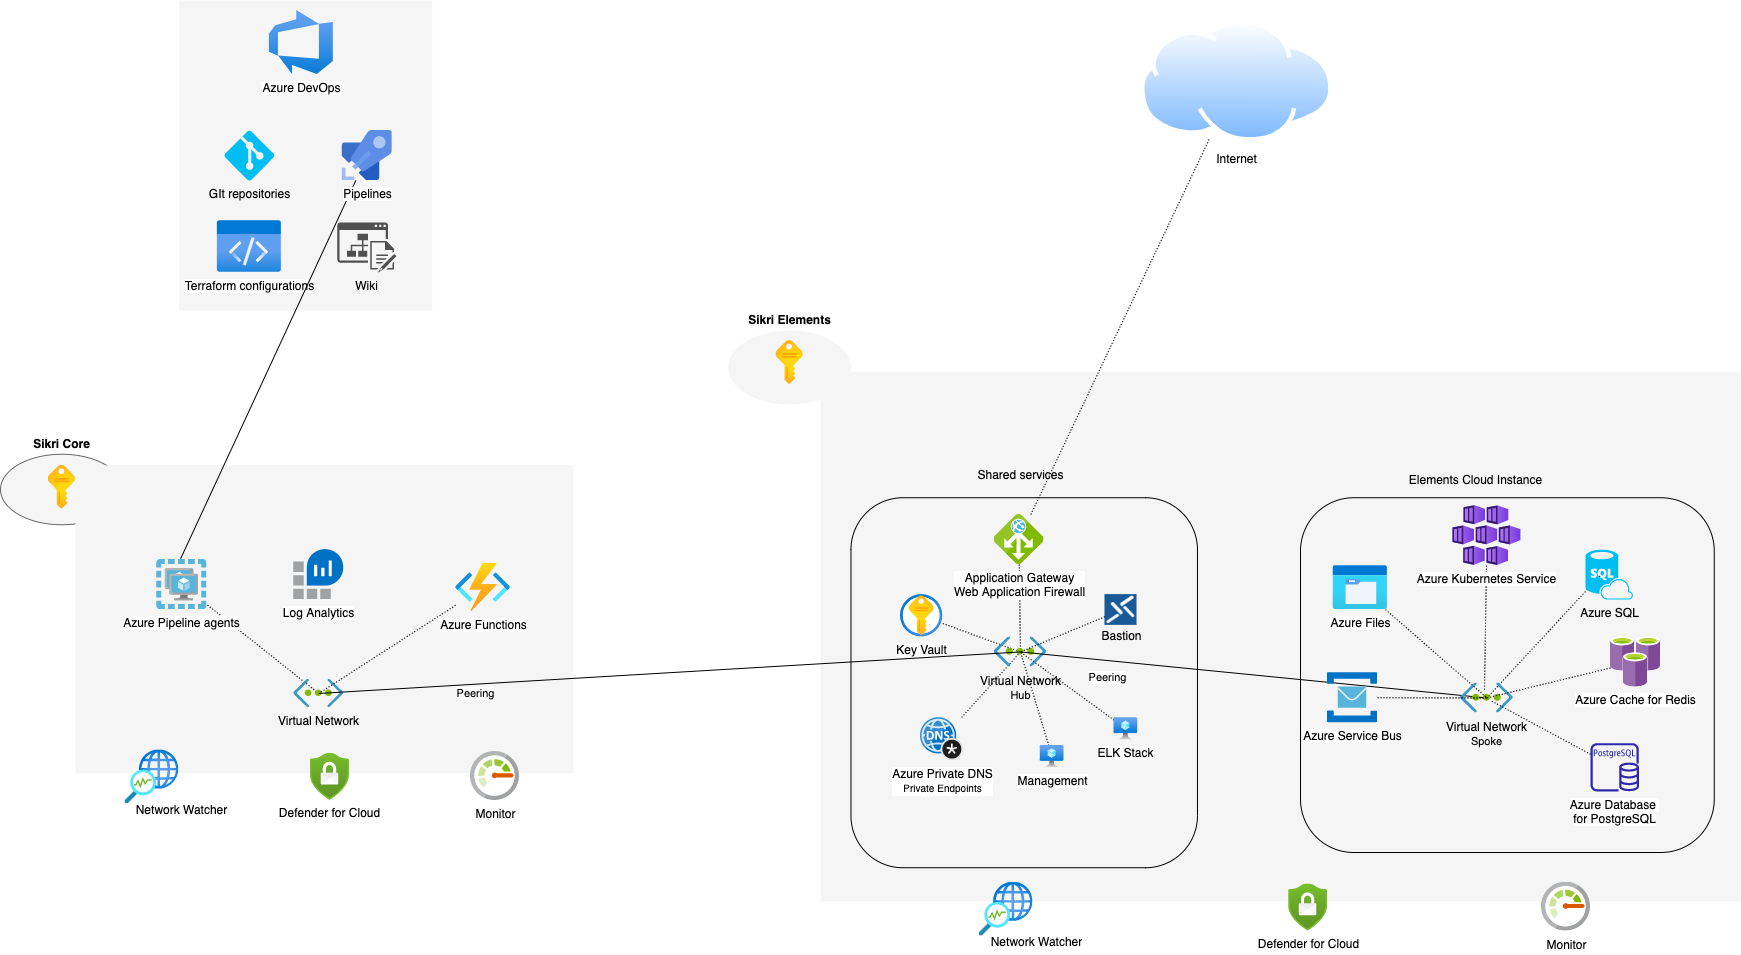 Azure DevOps
GIt repositories
Pipelines
Terraform configurations
Wiki
Internet
Sikri Elements
Sikri Core
Azure Pipeline agents
Log Analytics
Azure Functions
Virtual Network
Peering
Network Watcher
Defender for Cloud
Monitor
Shared services
Application Gateway
Web Application Firewall
Key Vault
Bastion
Virtual Network
Hub
Peering
DNS
Azure Private DNS
Private Endpoints
Management
ELK Stack
Elements Cloud Instance
Azure Kubernetes Service
Azure Files
SQL
Azure SQL
Azure Cache for Redis
Azure Service Bus
Virtual Network
Spoke
PostgreSQL
Azure Database
for PostgreSQL
Network Watcher
Defender for Cloud
Monitor